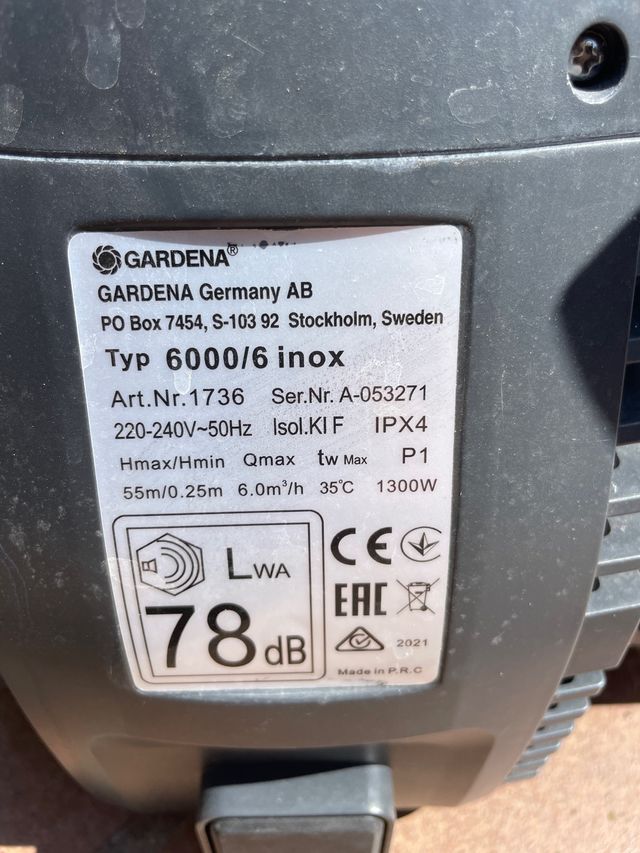 GARDENA®
GARDENA Germany AB
PO Box 7454, S-103 92 Stockholm, Sweden
Typ 6000/6 inox
Art.Nr.1736 Ser.Nr. A-053271
220-240V~50Hz Isol.KI F IPX4
Hmax/Hmin Qmax tw Max P1
55m/0.25m 6.0m³/h 35℃ 1300W
LWA
78 dB
CE
EAC
2021
Made in P.R.C